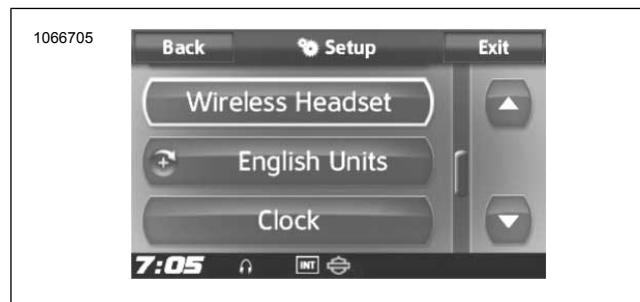 1066705
Back Setup Exit
Wireless Headset
English Units
Clock
7:05 INT